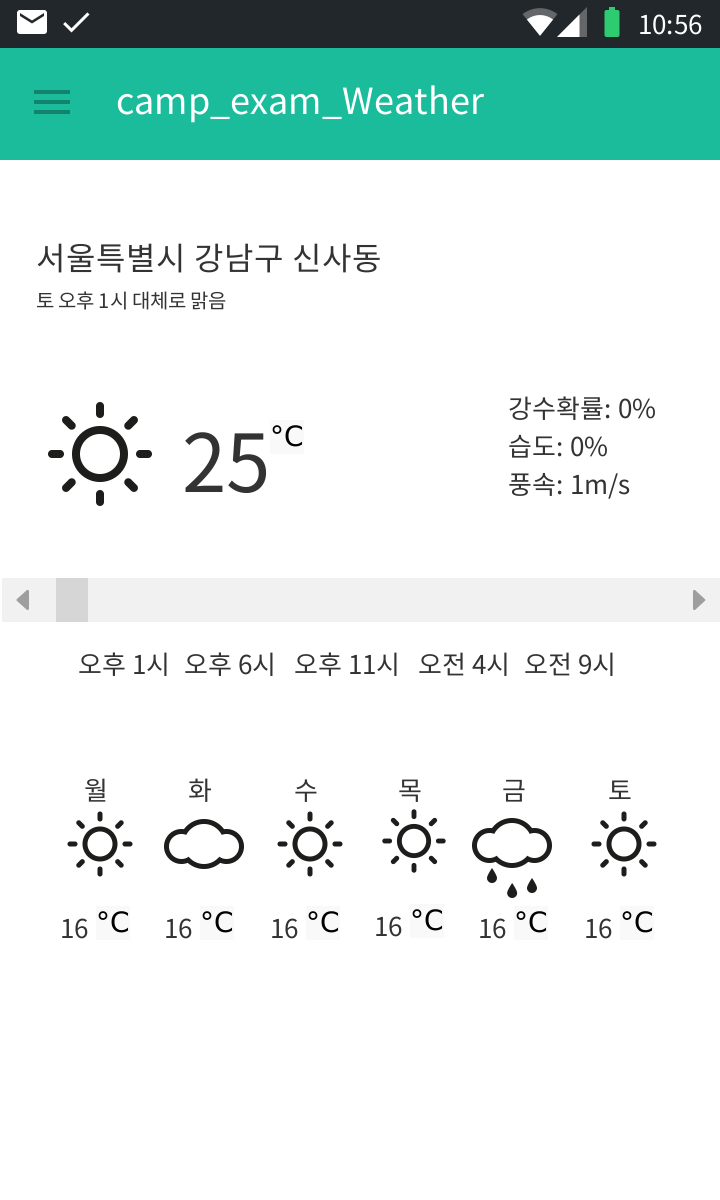 10:56
camp_exam_Weather
서울특별시 강남구 신사동
토 오후 1시 대체로 맑음
25°C
강수확률: 0%
습도: 0%
풍속: 1m/s
오후 1시 오후 6시 오후 11시 오전 4시 오전 9시
월 화 수 목 금 토
16 °C 16 °C 16 °C 16 °C 16 °C 16 °C